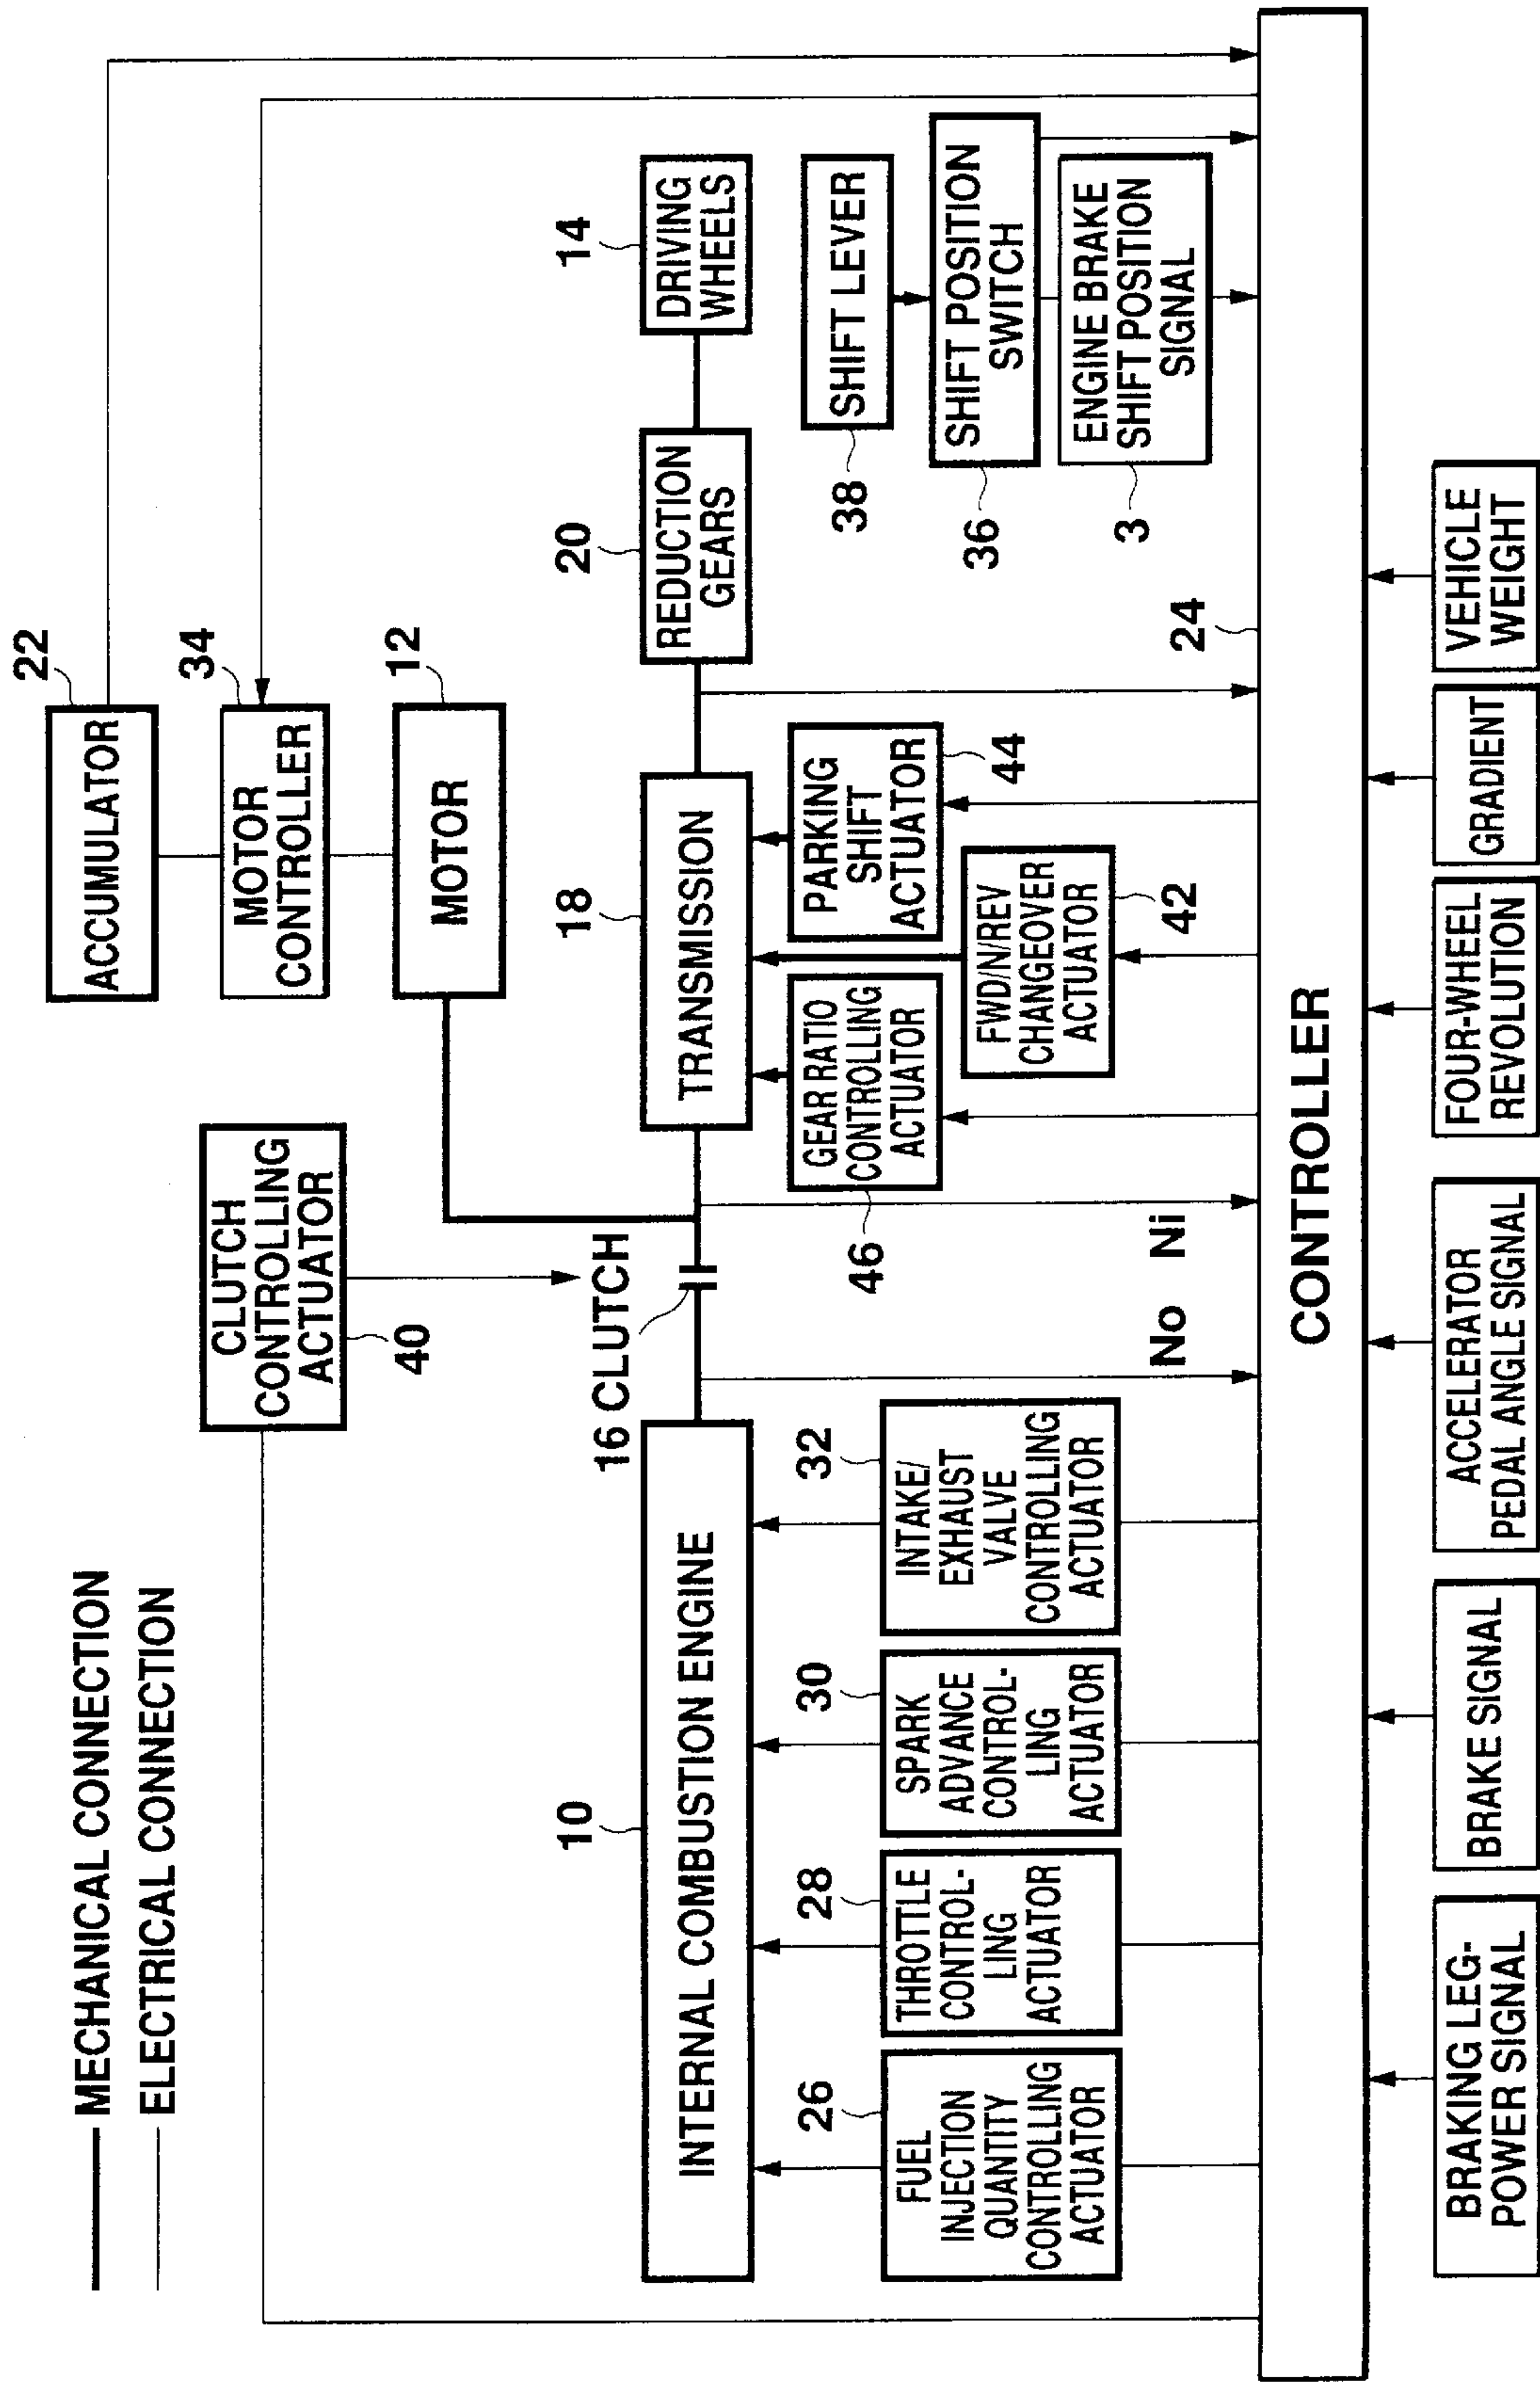 MECHANICAL CONNECTION
ELECTRICAL CONNECTION
22
ACCUMULATOR
34
MOTOR
CONTROLLER
12
MOTOR
CLUTCH
CONTROLLING
ACTUATOR
40
16 CLUTCH
10
INTERNAL COMBUSTION ENGINE
18
TRANSMISSION
20
REDUCTION
GEARS
14
DRIVING
WHEELS
26
FUEL
INJECTION
QUANTITY
CONTROLLING
ACTUATOR
28
THROTTLE
CONTROL-
LING
ACTUATOR
30
SPARK
ADVANCE
CONTROL-
LING
ACTUATOR
32
INTAKE/
EXHAUST
VALVE
CONTROLLING
ACTUATOR
46
GEAR RATIO
CONTROLLING
ACTUATOR
FWD/N/REV
CHANGEOVER
ACTUATOR
42
PARKING
SHIFT
ACTUATOR
44
38
SHIFT LEVER
36
SHIFT POSITION
SWITCH
3
ENGINE BRAKE
SHIFT POSITION
SIGNAL
No
Ni
24
CONTROLLER
BRAKING LEG-
POWER SIGNAL
BRAKE SIGNAL
ACCELERATOR
PEDAL ANGLE SIGNAL
FOUR-WHEEL
REVOLUTION
GRADIENT
VEHICLE
WEIGHT